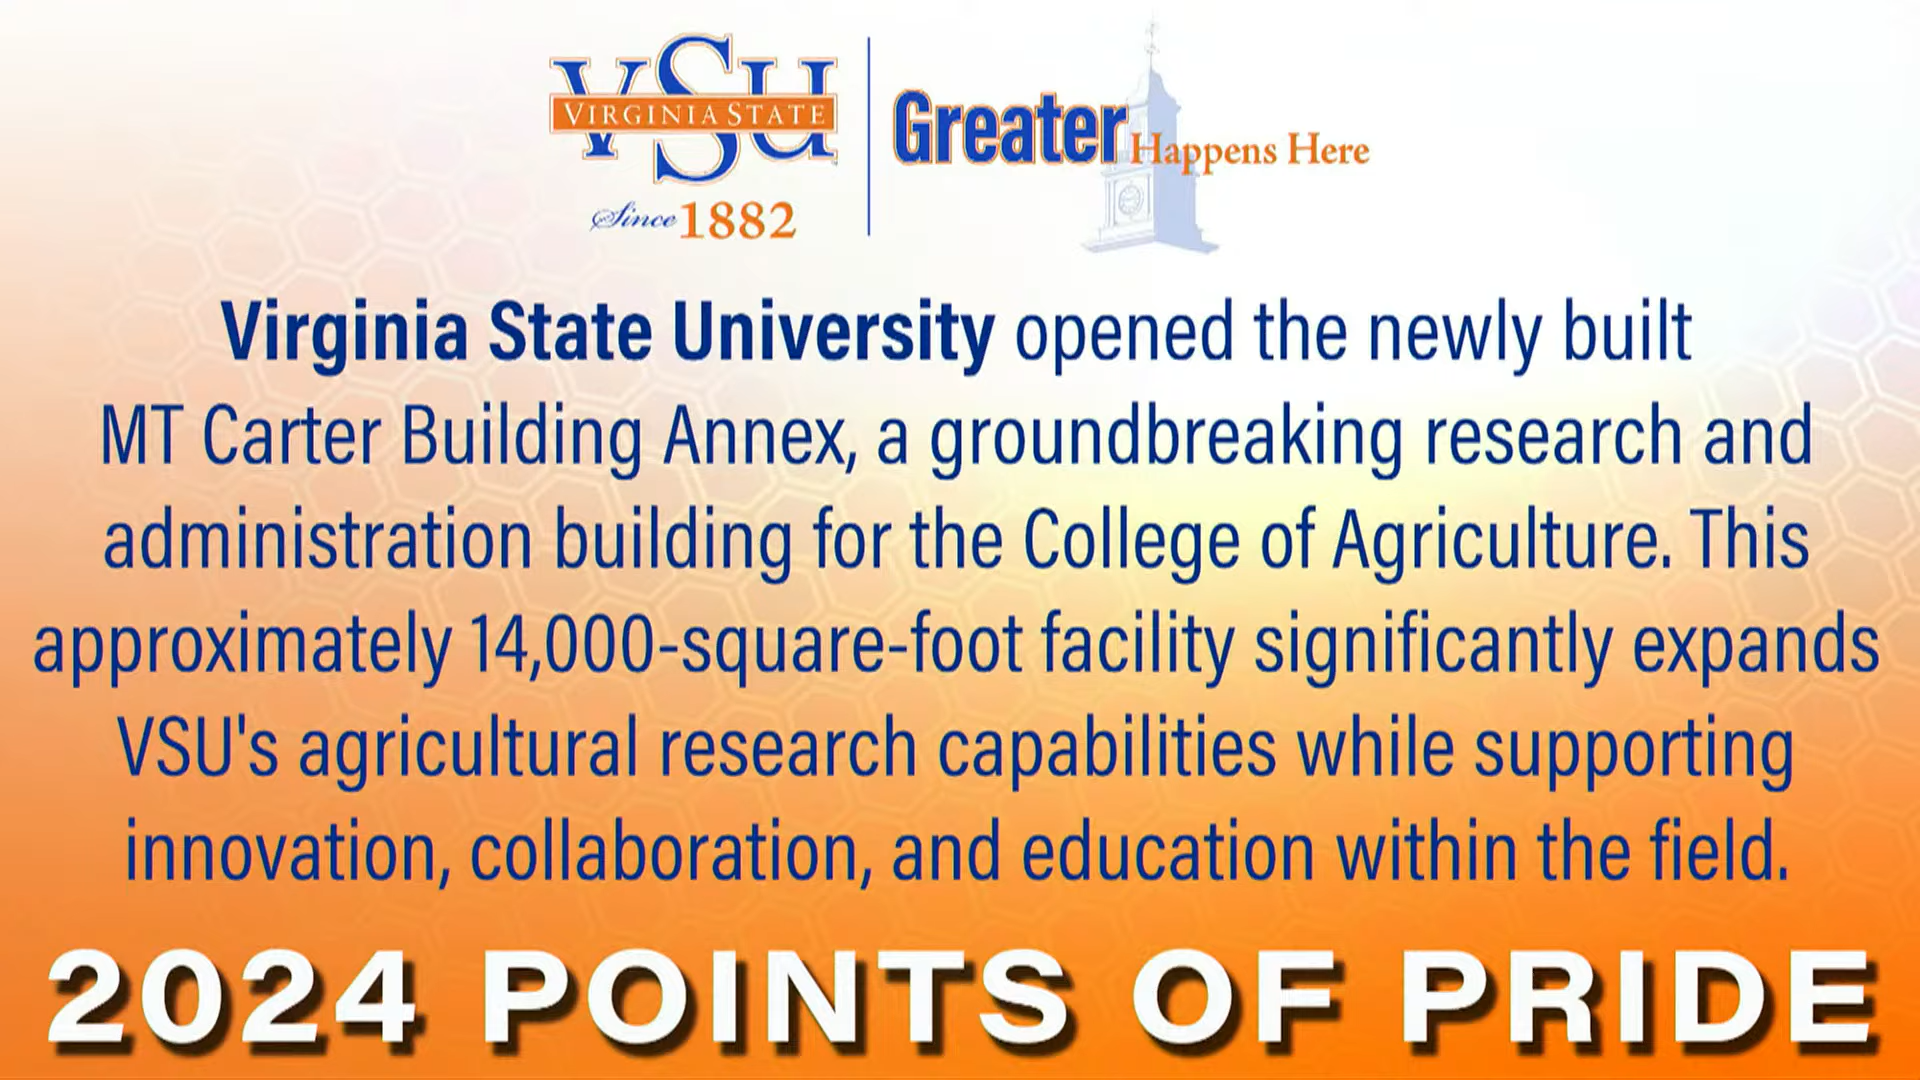 VSU
VIRGINIA STATE
Since 1882
Greater Happens Here
Virginia State University opened the newly built
MT Carter Building Annex, a groundbreaking research and
administration building for the College of Agriculture. This
approximately 14,000-square-foot facility significantly expands
VSU's agricultural research capabilities while supporting
innovation, collaboration, and education within the field.
2024 POINTS OF PRIDE